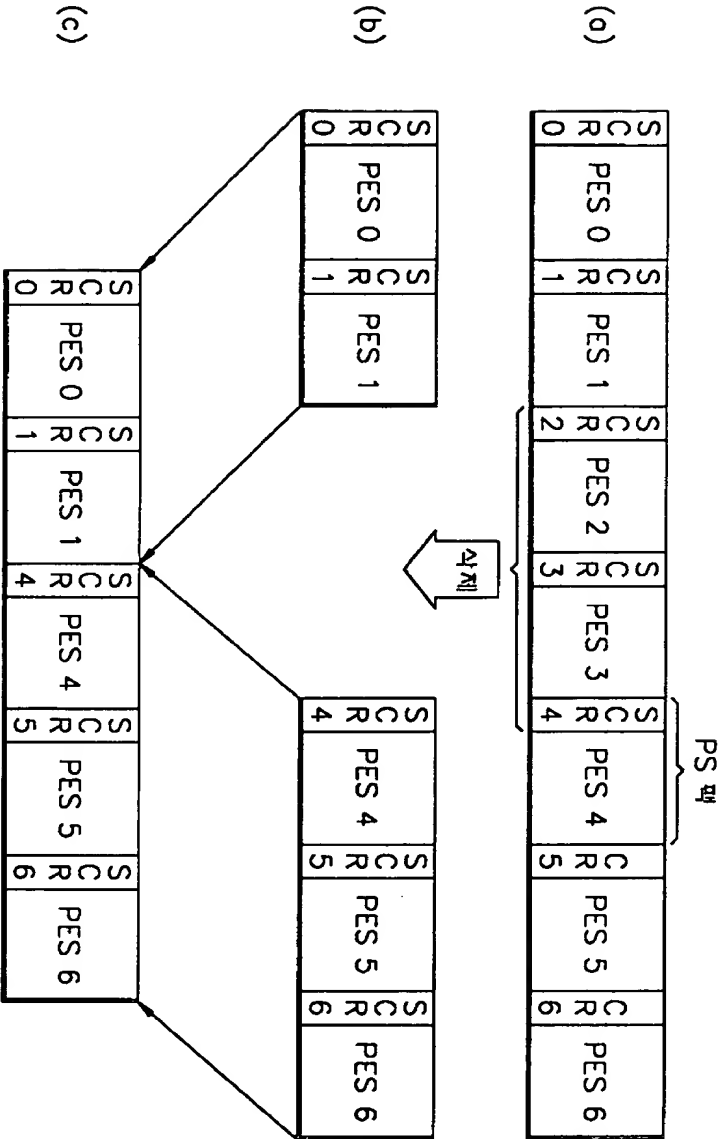 PS 팩
(a) SCR 0 PES 0 SCR 1 PES 1 SCR 2 PES 2 SCR 3 PES 3 SCR 4 PES 4 CR 5 PES 5 CR 6 PES 6
삭제
(b) SCR 0 PES 0 SCR 1 PES 1 SCR 4 PES 4 SCR 5 PES 5 SCR 6 PES 6
(c) SCR 0 PES 0 SCR 1 PES 1 SCR 4 PES 4 SCR 5 PES 5 SCR 6 PES 6